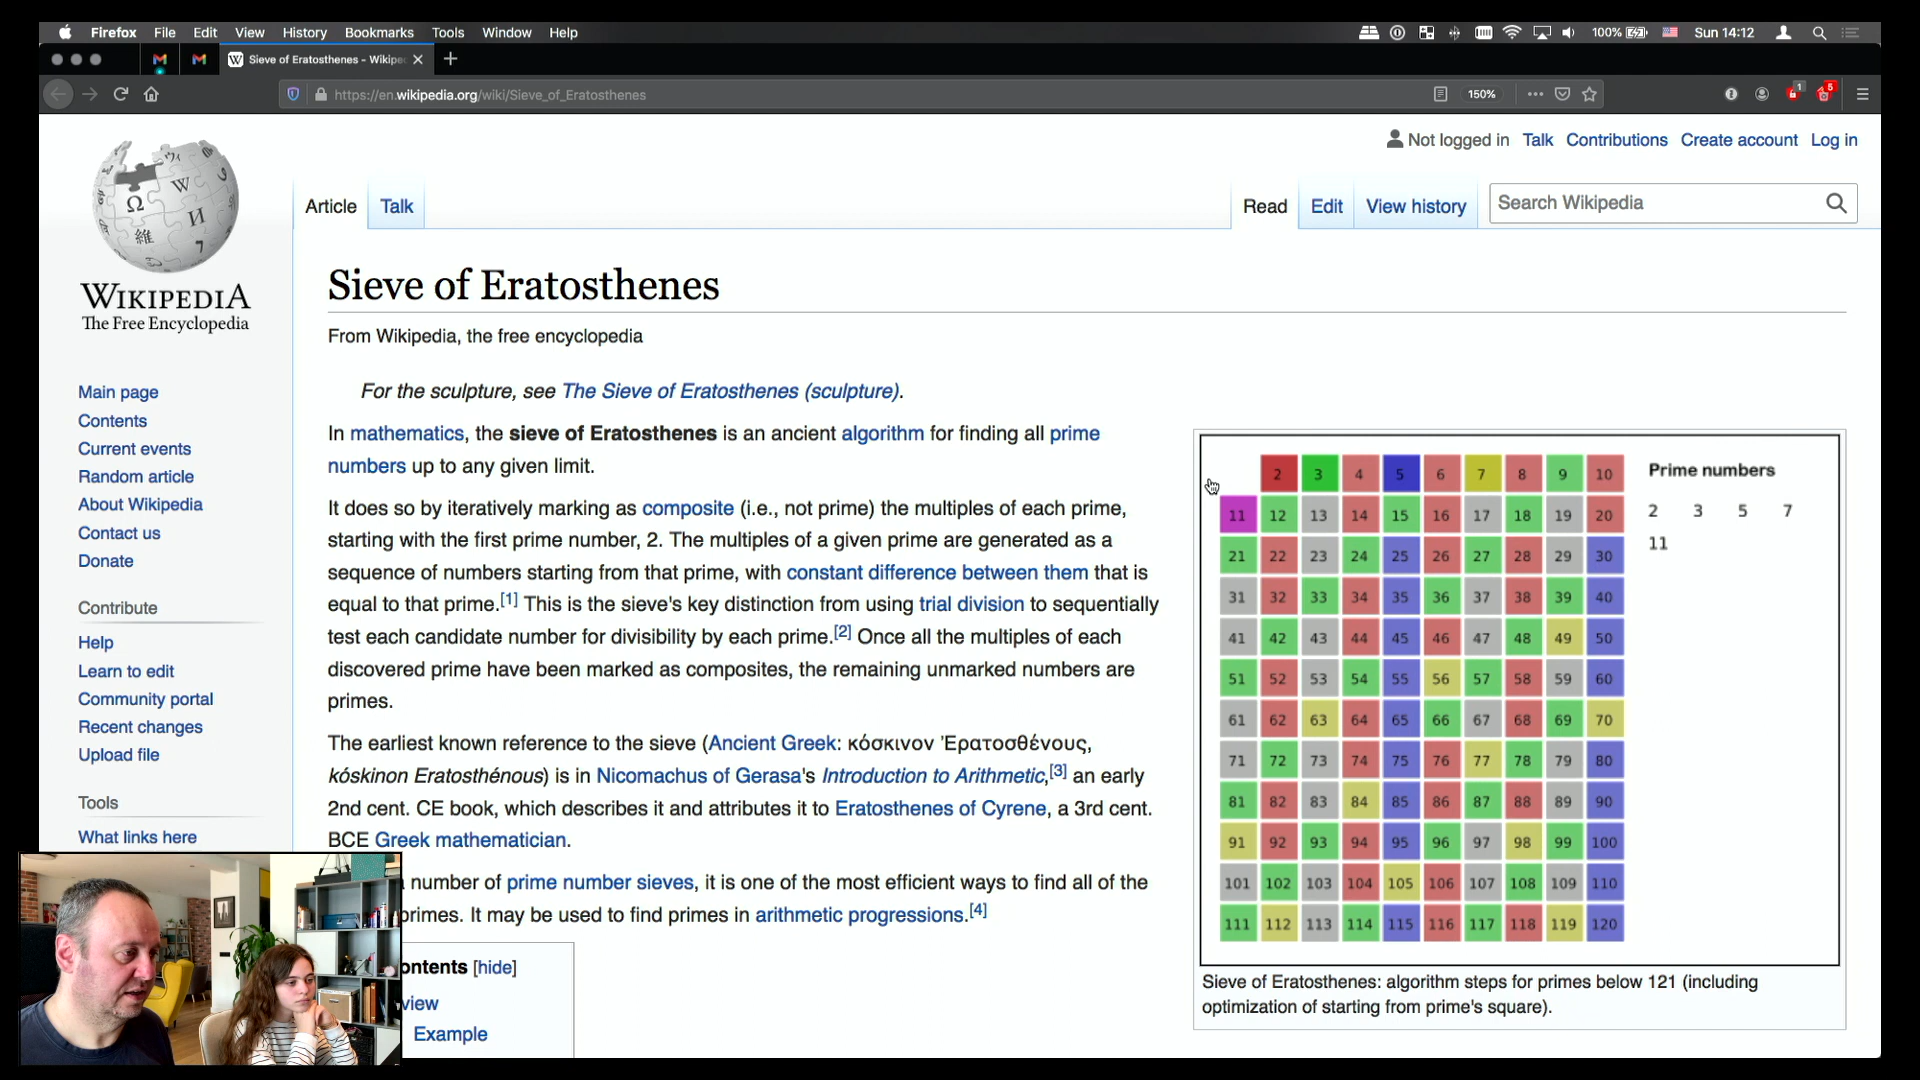 Firefox File Edit View History Bookmarks Tools Window Help 100% Sun 14:12
Sieve of Eratosthenes - Wikipe
https://en.wikipedia.org/wiki/Sieve_of_Eratosthenes 150% 1 5
Not logged in Talk Contributions Create account Log in
Article Talk Read Edit View history Search Wikipedia
WIKIPEDIA
The Free Encyclopedia
Main page
Contents
Current events
Random article
About Wikipedia
Contact us
Donate
Contribute
Help
Learn to edit
Community portal
Recent changes
Upload file
Tools
What links here
Sieve of Eratosthenes
From Wikipedia, the free encyclopedia
For the sculpture, see The Sieve of Eratosthenes (sculpture).
In mathematics, the sieve of Eratosthenes is an ancient algorithm for finding all prime
numbers up to any given limit.
It does so by iteratively marking as composite (i.e., not prime) the multiples of each prime,
starting with the first prime number, 2. The multiples of a given prime are generated as a
sequence of numbers starting from that prime, with constant difference between them that is
equal to that prime.[1] This is the sieve's key distinction from using trial division to sequentially
test each candidate number for divisibility by each prime.[2] Once all the multiples of each
discovered prime have been marked as composites, the remaining unmarked numbers are
primes.
The earliest known reference to the sieve (Ancient Greek: κόσκινον Ἐρατοσθένους,
kóskinon Eratosthénous) is in Nicomachus of Gerasa's Introduction to Arithmetic,[3] an early
2nd cent. CE book, which describes it and attributes it to Eratosthenes of Cyrene, a 3rd cent.
BCE Greek mathematician.
number of prime number sieves, it is one of the most efficient ways to find all of the
primes. It may be used to find primes in arithmetic progressions.[4]
ontents [hide]
view
Example
2 3 4 5 6 7 8 9 10
11 12 13 14 15 16 17 18 19 20
21 22 23 24 25 26 27 28 29 30
31 32 33 34 35 36 37 38 39 40
41 42 43 44 45 46 47 48 49 50
51 52 53 54 55 56 57 58 59 60
61 62 63 64 65 66 67 68 69 70
71 72 73 74 75 76 77 78 79 80
81 82 83 84 85 86 87 88 89 90
91 92 93 94 95 96 97 98 99 100
101 102 103 104 105 106 107 108 109 110
111 112 113 114 115 116 117 118 119 120
Prime numbers
2 3 5 7
11
Sieve of Eratosthenes: algorithm steps for primes below 121 (including
optimization of starting from prime's square).